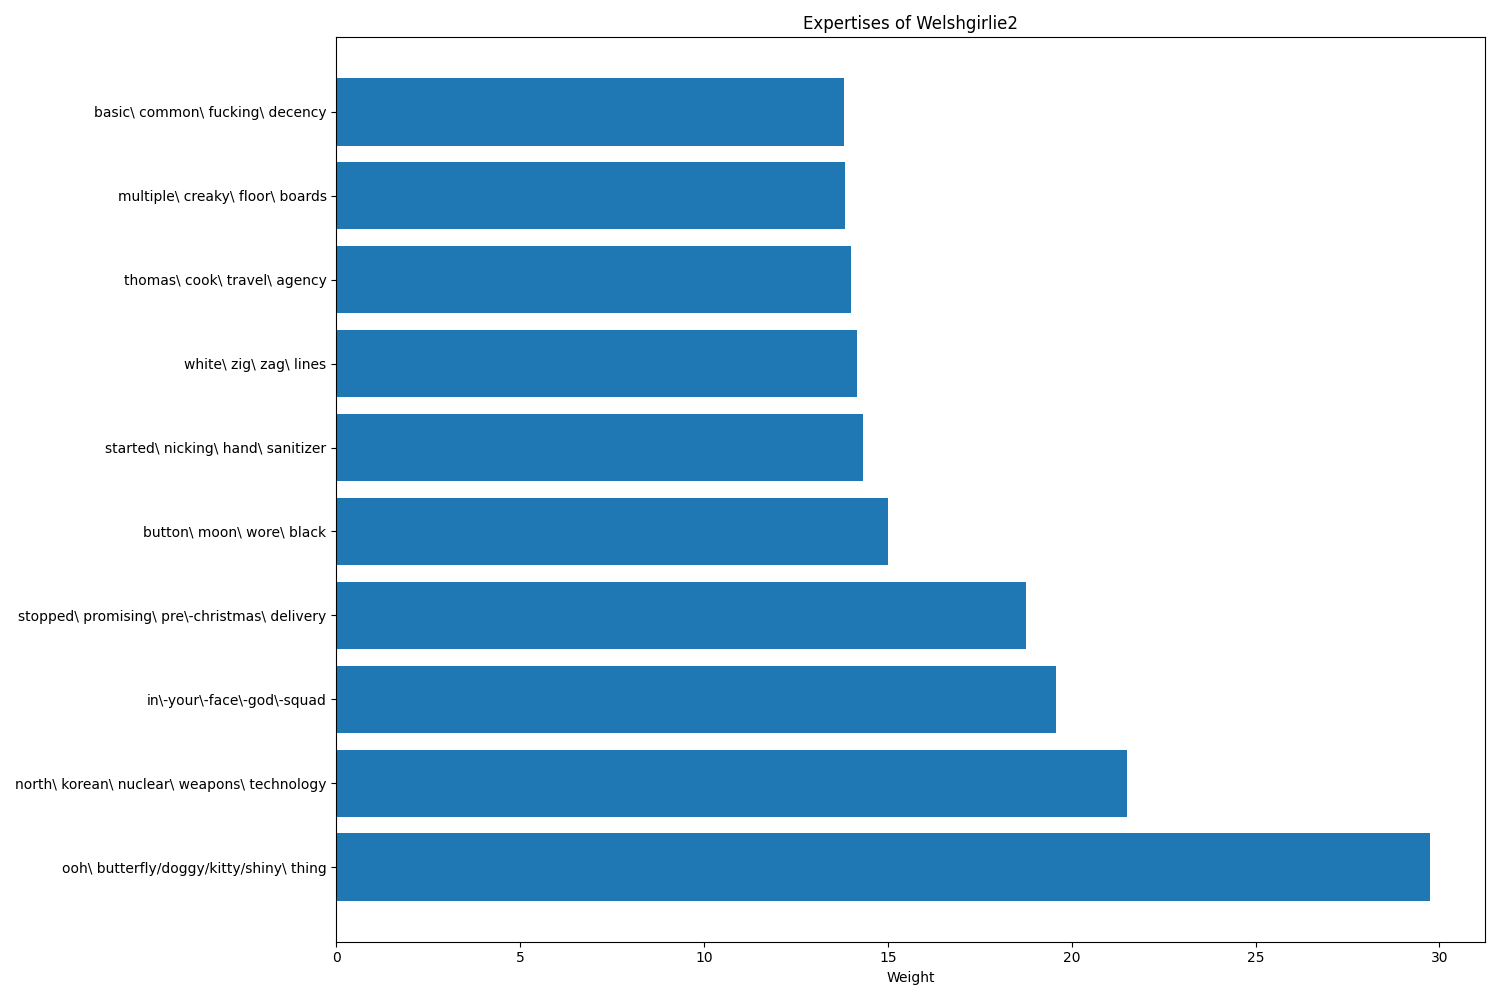 Expertises of Welshgirlie2
basic\ common\ fucking\ decency
multiple\ creaky\ floor\ boards
thomas\ cook\ travel\ agency
white\ zig\ zag\ lines
started\ nicking\ hand\ sanitizer
button\ moon\ wore\ black
stopped\ promising\ pre\-christmas\ delivery
in\-your\-face\-god\-squad
north\ korean\ nuclear\ weapons\ technology
ooh\ butterfly/doggy/kitty/shiny\ thing
0 5 10 15 20 25 30
Weight